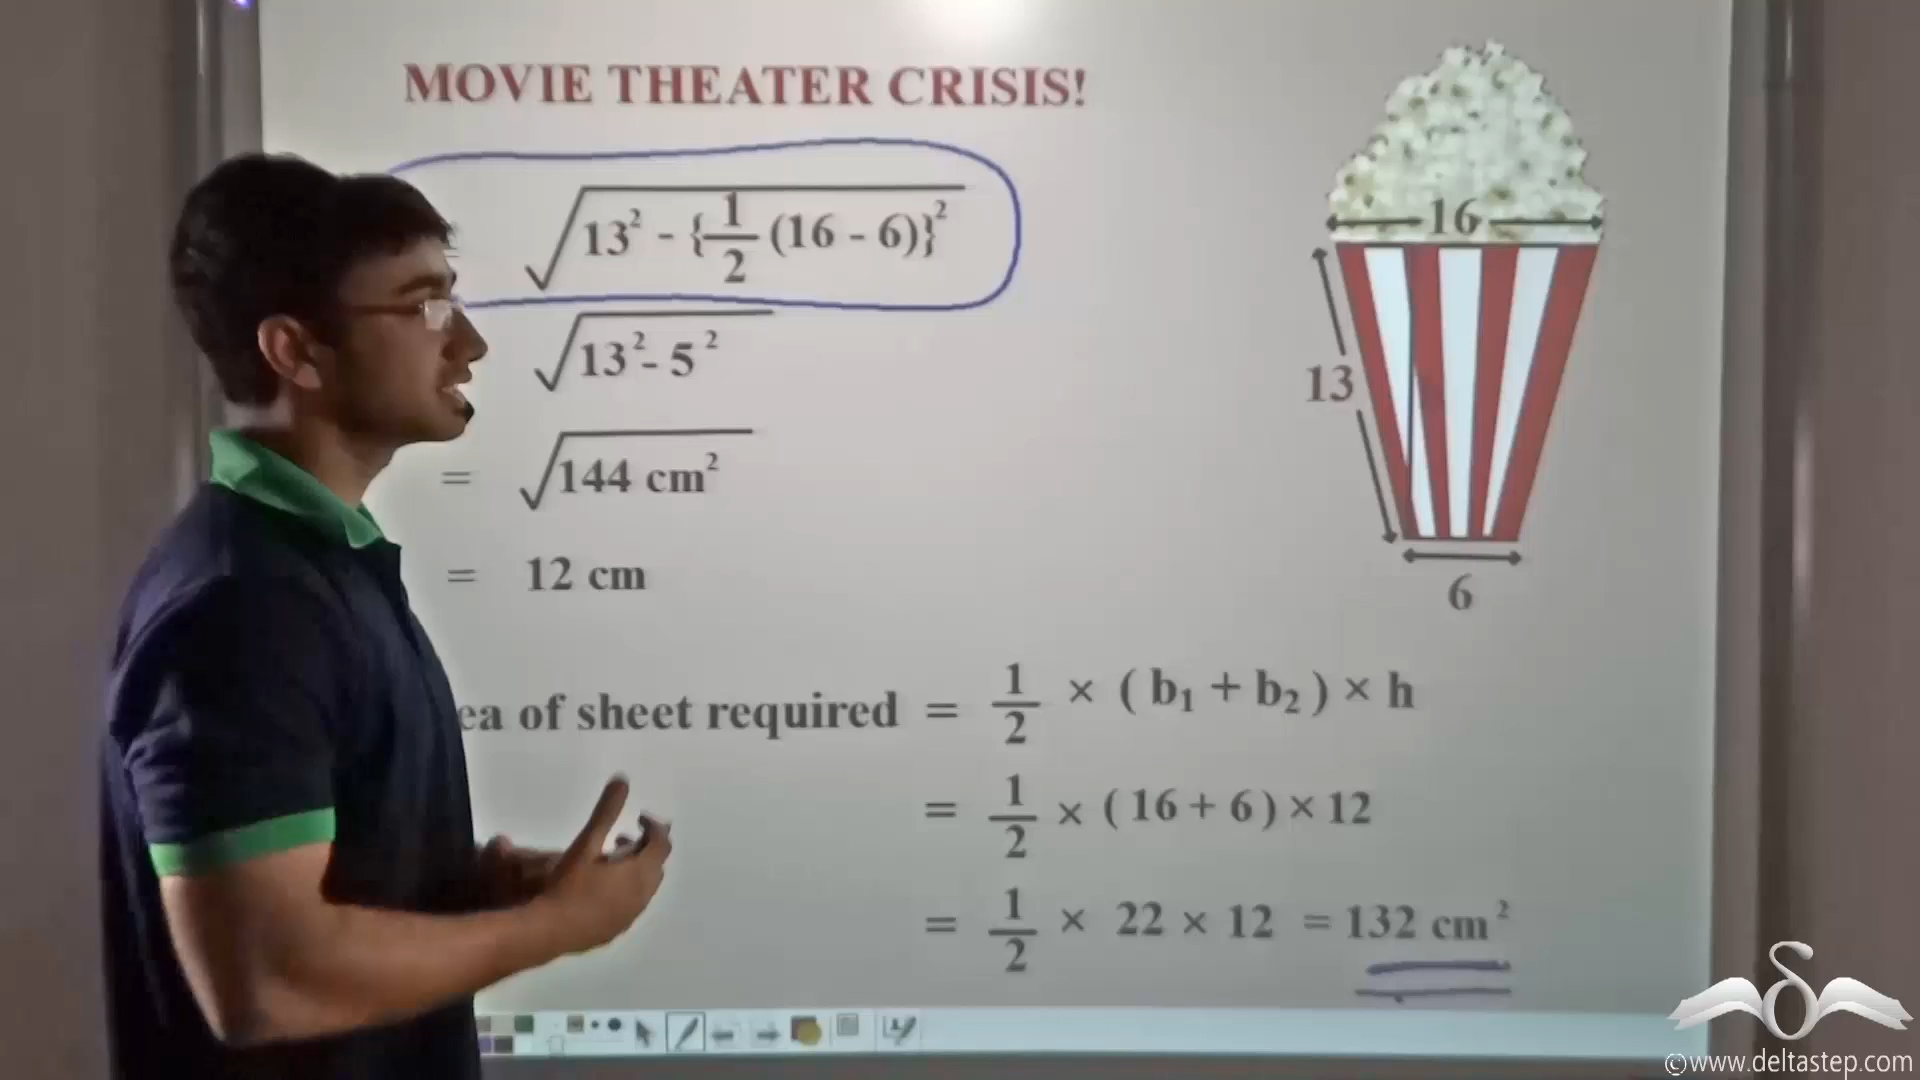 MOVIE THEATER CRISIS!
= √13² - {1/2 (16 - 6)}²
√13² - 5²
= √144 cm²
= 12 cm
16
13
6
of sheet required = 1/2 × ( b₁ + b₂ ) × h
= 1/2 × ( 16 + 6 ) × 12
= 1/2 × 22 × 12 = 132 cm²
©www.deltastep.com